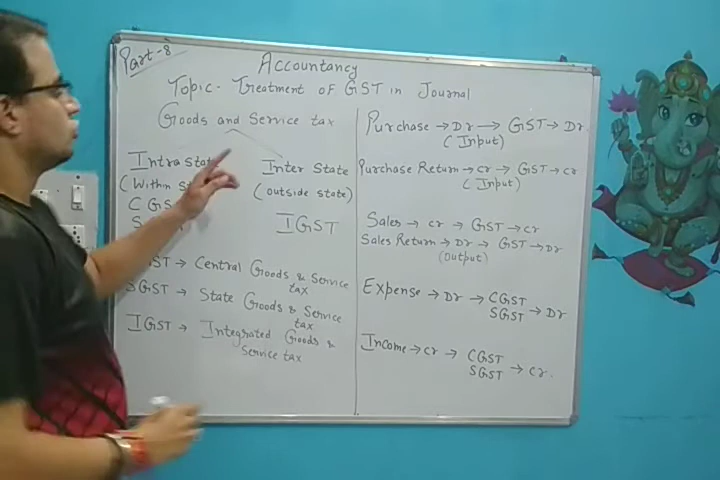 Part-8
Accountancy
Topic- Treatment of GST in Journal
Goods and Service tax
Intra State
(Within
CGS
S
Inter State
(outside state)
IGST
GST → Central Goods & Service
tax
SGST → State Goods & Service
tax
IGST → Integrated Goods &
Service tax
Purchase → Dr → GST → Dr
(Input)
Purchase Return → cr → GST → cr
(Input)
Sales → cr → GST → cr
Sales Return → Dr → GST → Dr
(Output)
Expense → Dr → CGST
SGST → Dr
Income → cr → CGST
SGST → Cr.